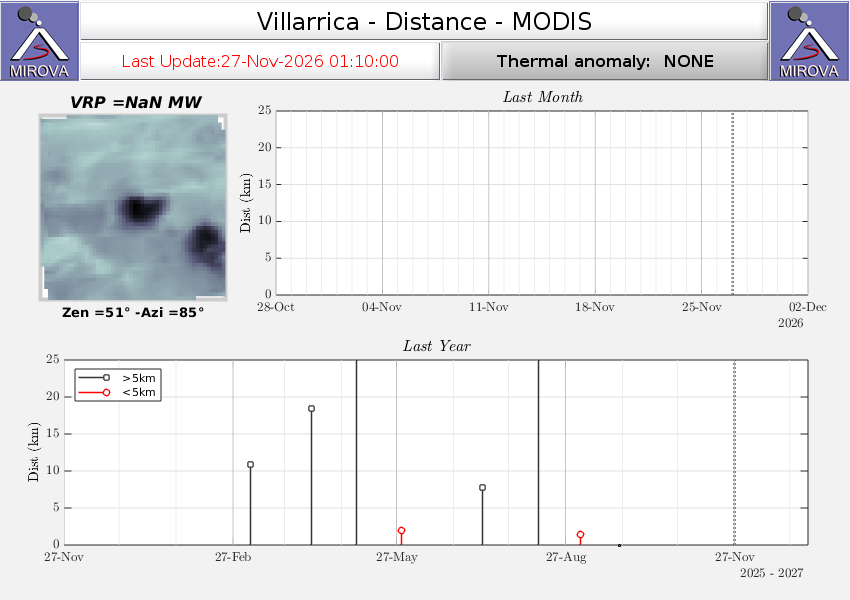 Villarrica - Distance - MODIS
MIROVA
Last Update:27-Nov-2026 01:10:00
Thermal anomaly: NONE
MIROVA
VRP =NaN MW
Zen =51° -Azi =85°
Last Month
Dist (km)
25
20
15
10
5
0
28-Oct
04-Nov
11-Nov
18-Nov
25-Nov
02-Dec
2026
Last Year
Dist (km)
25
20
15
10
5
0
>5km
<5km
27-Nov
27-Feb
27-May
27-Aug
27-Nov
2025 - 2027